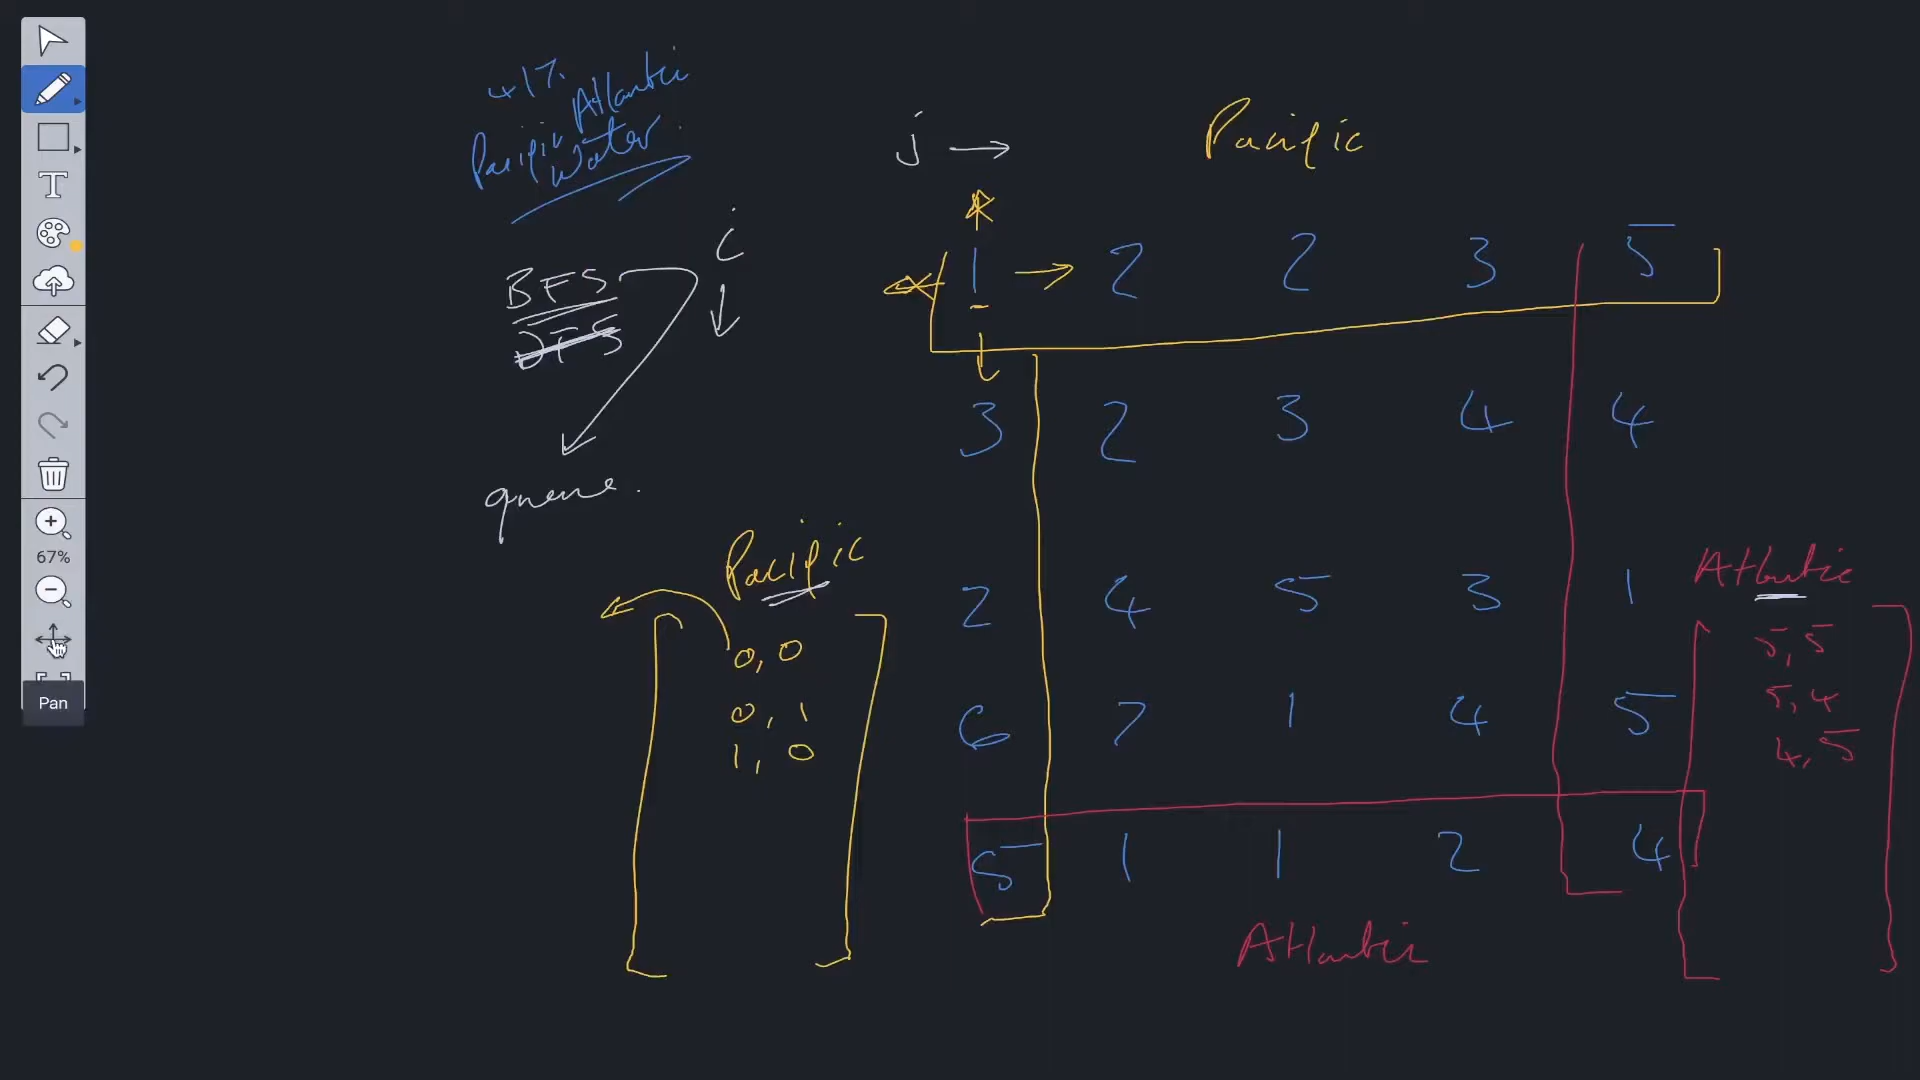 417.
Pacific Atlantic
Water
j → Pacific
i
BFS
DFS
queue.
1 → 2 2 3 5
3 2 3 4 4
2 4 5 3 1
6 7 1 4 5
5 1 1 2 4
Atlantic
Pacific
0, 0
0, 1
1, 0
Atlantic
5, 5
5, 4
4, 5
T
67%
Pan